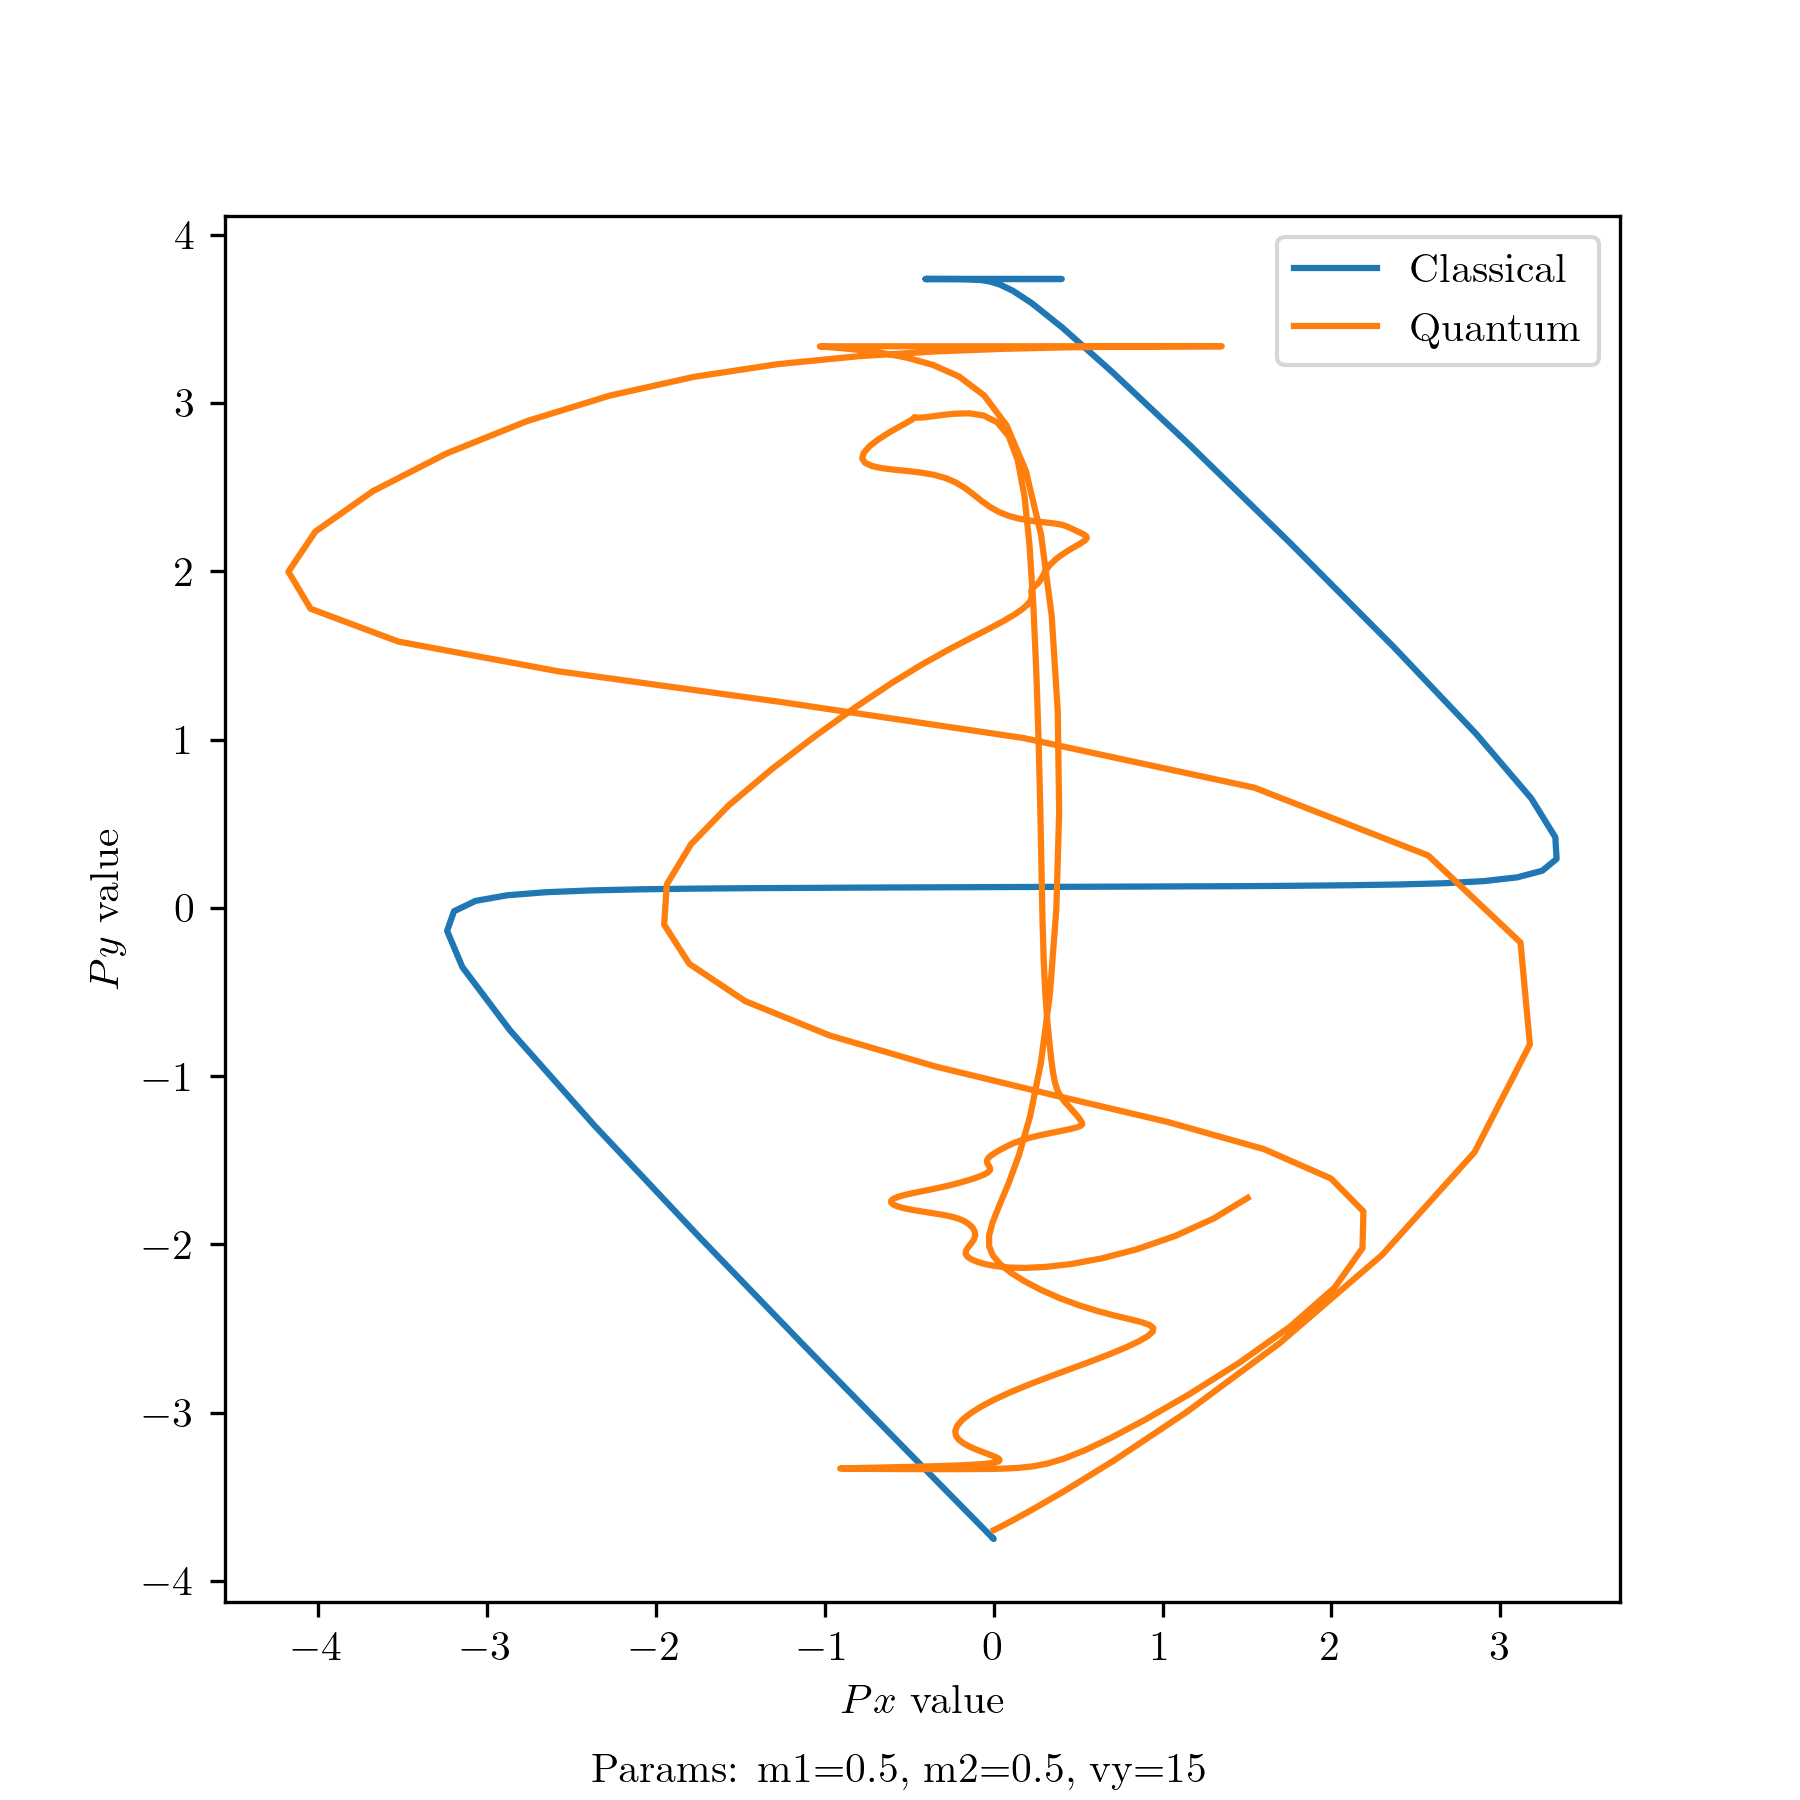 Classical
Quantum
4
3
2
1
0
−1
−2
−3
−4
Py value
−4 −3 −2 −1 0 1 2 3
Px value
Params: m1=0.5, m2=0.5, vy=15